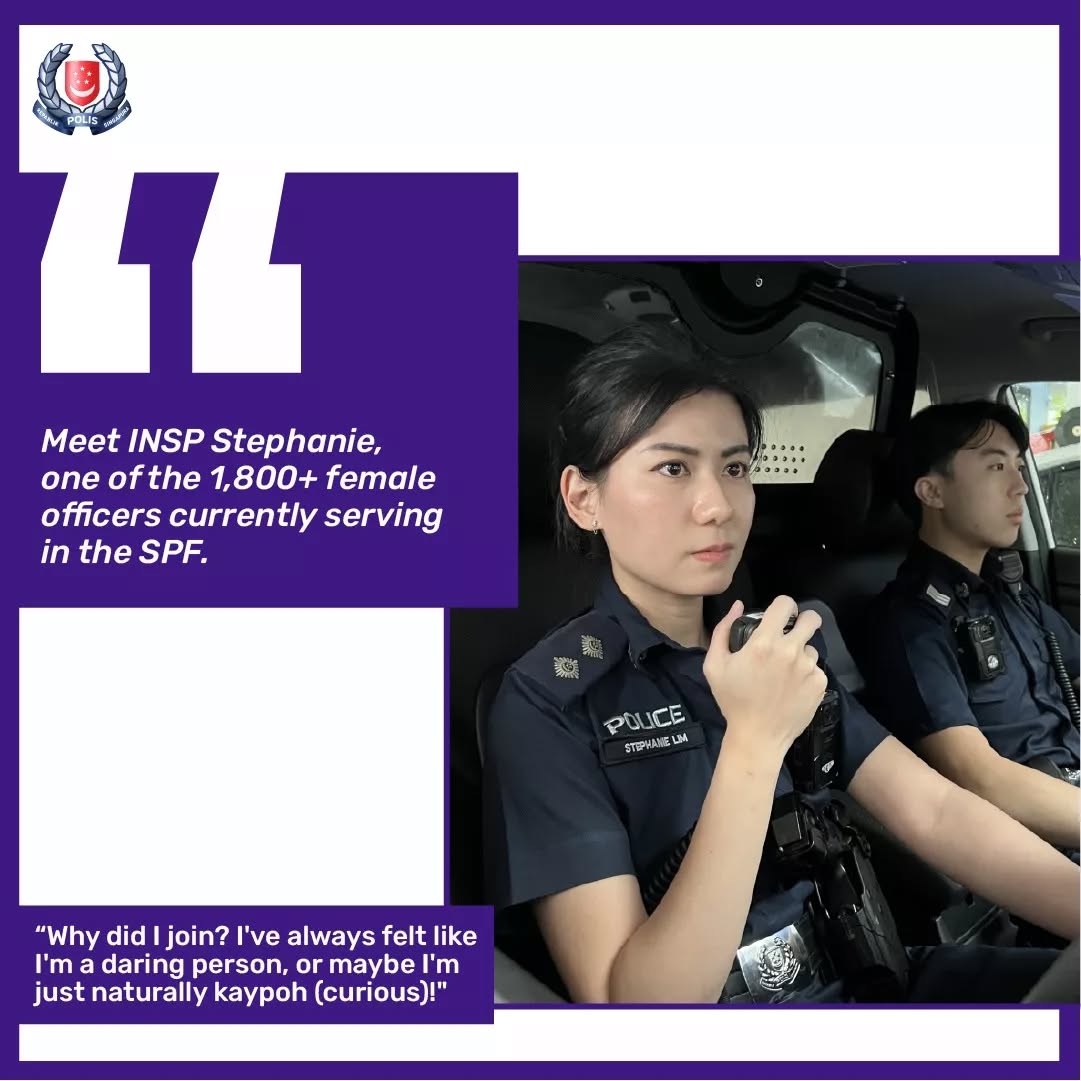 REPUBLIK POLIS SINGAPURA
Meet INSP Stephanie,
one of the 1,800+ female
officers currently serving
in the SPF.
POLICE
STEPHANIE LIM
“Why did I join? I've always felt like
I'm a daring person, or maybe I'm
just naturally kaypoh (curious)!"